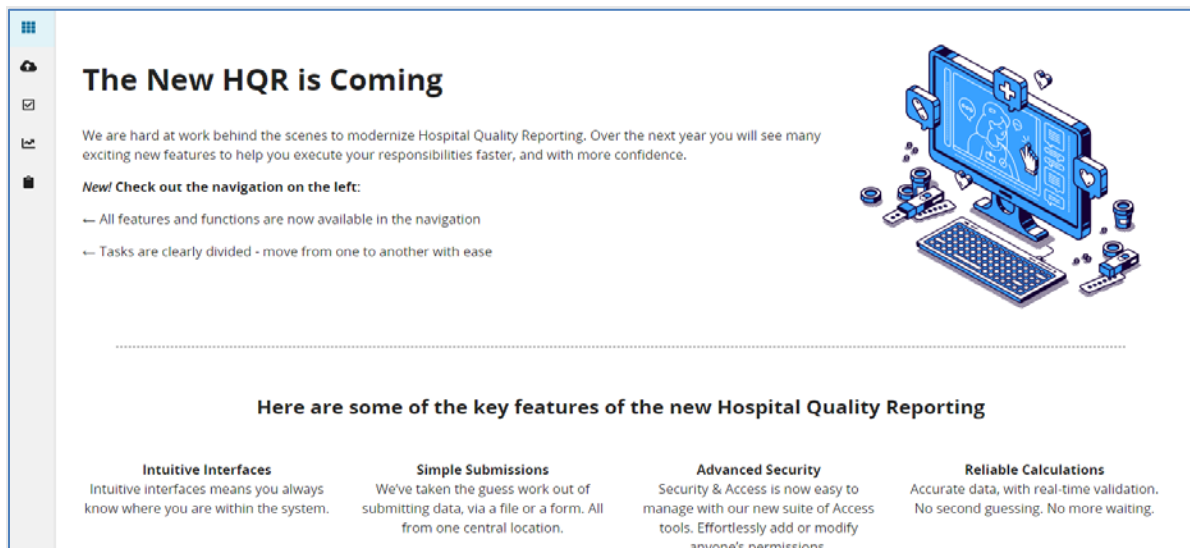 The New HQR is Coming
We are hard at work behind the scenes to modernize Hospital Quality Reporting. Over the next year you will see many
exciting new features to help you execute your responsibilities faster, and with more confidence.
New! Check out the navigation on the left:
← All features and functions are now available in the navigation
← Tasks are clearly divided - move from one to another with ease
Here are some of the key features of the new Hospital Quality Reporting
Intuitive Interfaces
Intuitive interfaces means you always
know where you are within the system.
Simple Submissions
We've taken the guess work out of
submitting data, via a file or a form. All
from one central location.
Advanced Security
Security & Access is now easy to
manage with our new suite of Access
tools. Effortlessly add or modify
anyone's permissions
Reliable Calculations
Accurate data, with real-time validation.
No second guessing. No more waiting.